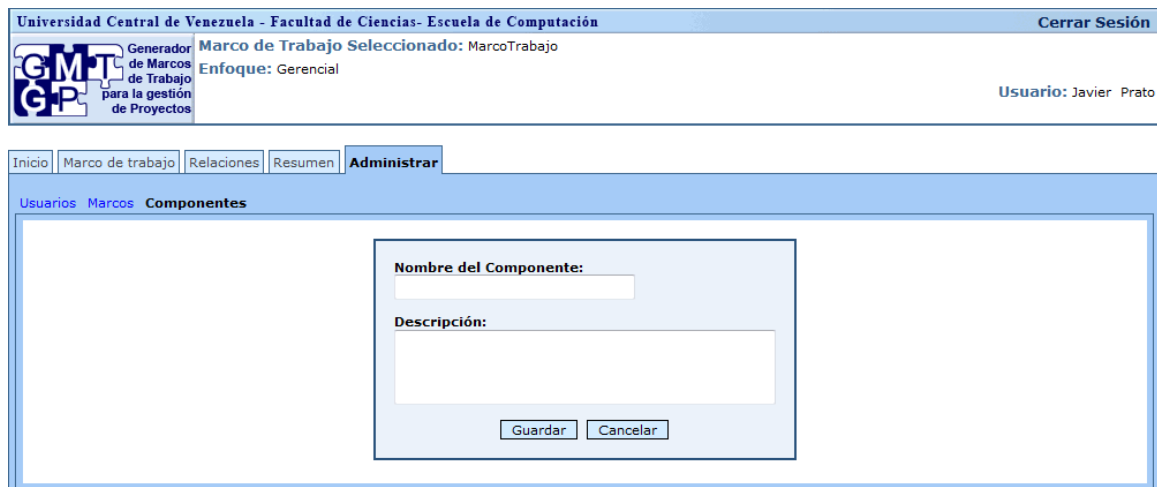 Universidad Central de Venezuela - Facultad de Ciencias- Escuela de Computación
Cerrar Sesión
GMT
GP
Generador
de Marcos
de Trabajo
para la gestión
de Proyectos
Marco de Trabajo Seleccionado: MarcoTrabajo
Enfoque: Gerencial
Usuario: Javier Prato
Inicio Marco de trabajo Relaciones Resumen Administrar
Usuarios Marcos Componentes
Nombre del Componente:
Descripción:
Guardar Cancelar